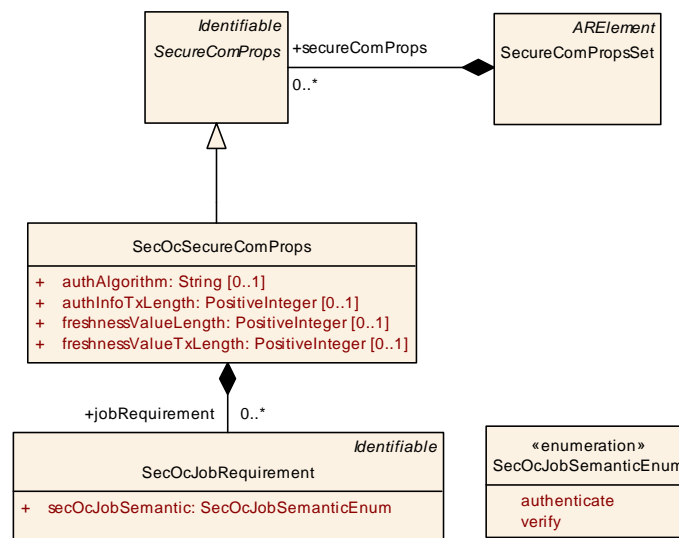 Identifiable
SecureComProps
+secureComProps
0..*
ARElement
SecureComPropsSet
SecOcSecureComProps
+ authAlgorithm: String [0..1]
+ authInfoTxLength: PositiveInteger [0..1]
+ freshnessValueLength: PositiveInteger [0..1]
+ freshnessValueTxLength: PositiveInteger [0..1]
+jobRequirement 0..*
Identifiable
SecOcJobRequirement
+ secOcJobSemantic: SecOcJobSemanticEnum
«enumeration»
SecOcJobSemanticEnum
authenticate
verify